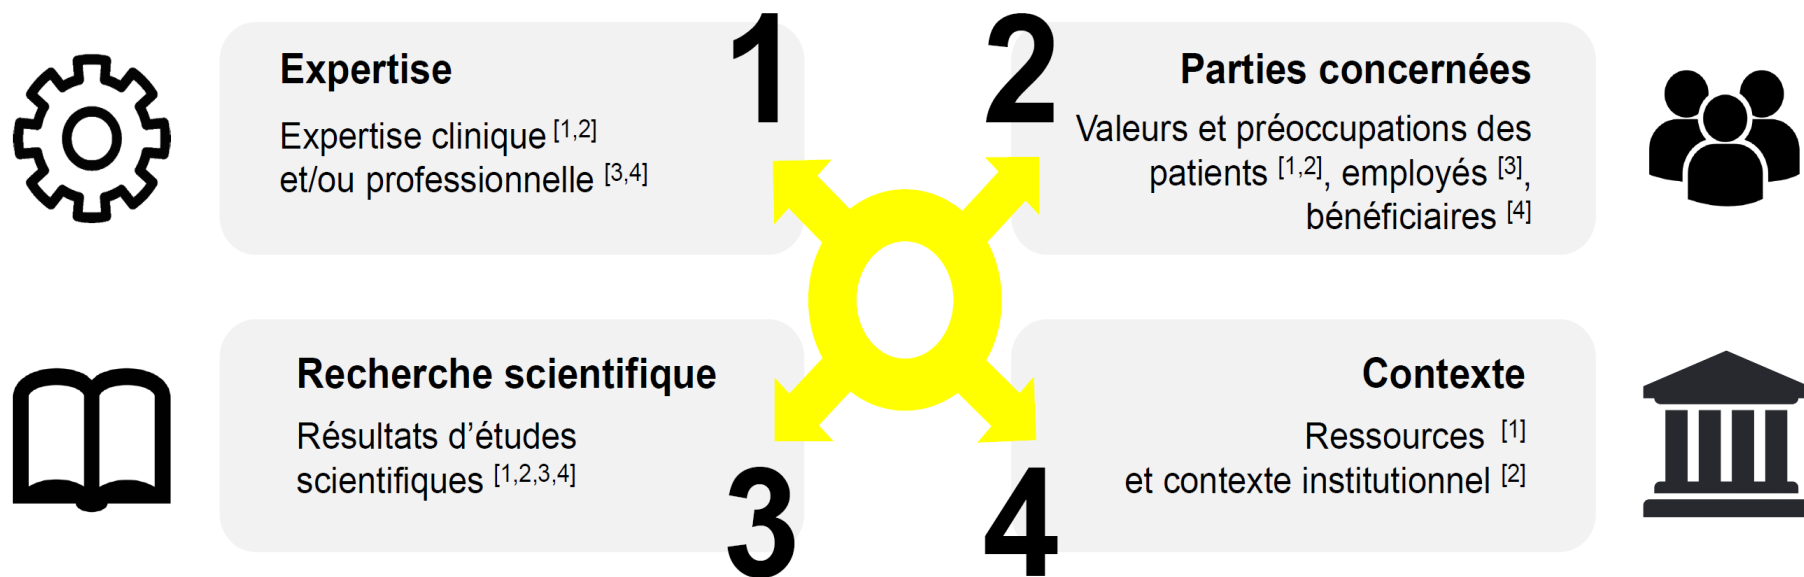 1
Expertise
Expertise clinique [1,2]
et/ou professionnelle [3,4]
2
Parties concernées
Valeurs et préoccupations des
patients [1,2], employés [3],
bénéficiaires [4]
3
Recherche scientifique
Résultats d’études
scientifiques [1,2,3,4]
4
Contexte
Ressources [1]
et contexte institutionnel [2]